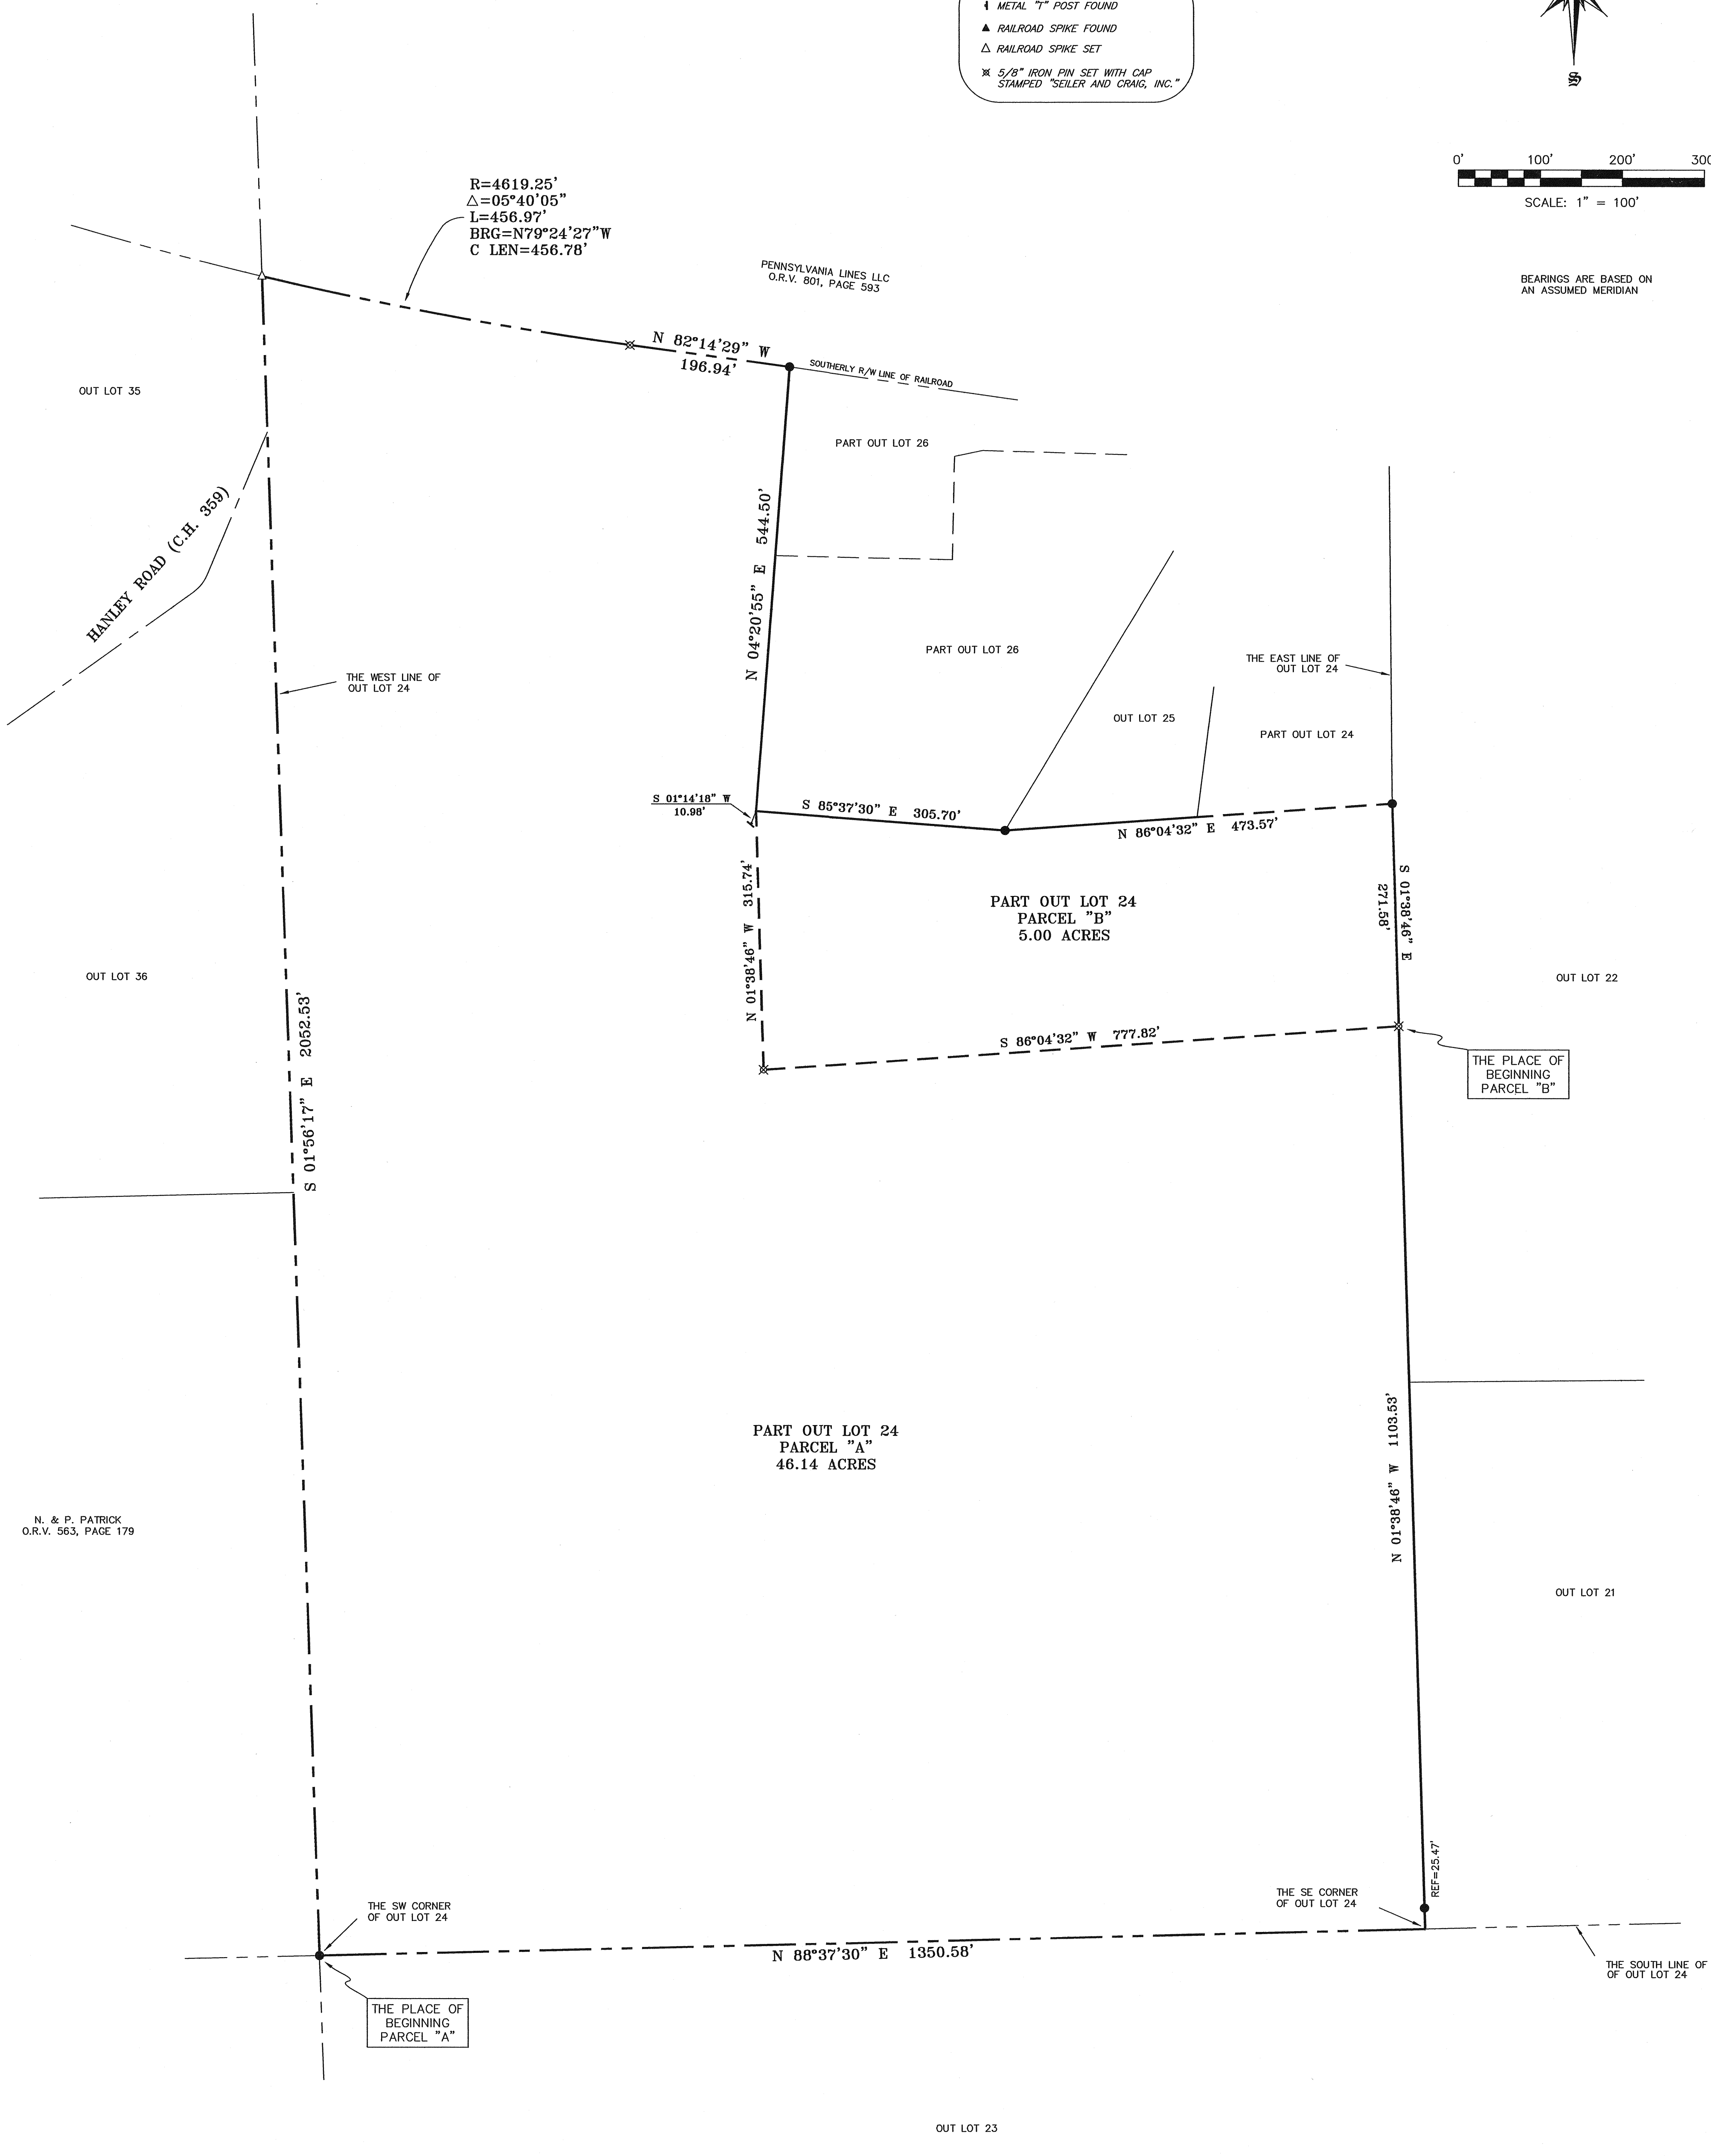 METAL "T" POST FOUND
RAILROAD SPIKE FOUND
RAILROAD SPIKE SET
5/8" IRON PIN SET WITH CAP
STAMPED "SEILER AND CRAIG, INC."
S
0' 100' 200' 300
SCALE: 1" = 100'
BEARINGS ARE BASED ON
AN ASSUMED MERIDIAN
R=4619.25'
△=05°40'05"
L=456.97'
BRG=N79°24'27"W
C LEN=456.78'
PENNSYLVANIA LINES LLC
O.R.V. 801, PAGE 593
N 82°14'29" W
196.94'
SOUTHERLY R/W LINE OF RAILROAD
OUT LOT 35
PART OUT LOT 26
HANLEY ROAD (C.H. 359)
N 04°20'55" E 544.50'
THE WEST LINE OF
OUT LOT 24
PART OUT LOT 26
THE EAST LINE OF
OUT LOT 24
OUT LOT 25
PART OUT LOT 24
S 01°14'18" W
10.98'
S 85°37'30" E 305.70'
N 86°04'32" E 473.57'
N 01°38'46" W 315.74'
PART OUT LOT 24
PARCEL "B"
5.00 ACRES
S 01°38'46" E
271.58'
OUT LOT 36
OUT LOT 22
S 86°04'32" W 777.82'
THE PLACE OF
BEGINNING
PARCEL "B"
S 01°56'17" E 2052.53'
PART OUT LOT 24
PARCEL "A"
46.14 ACRES
N 01°38'46" W 1103.53'
N. & P. PATRICK
O.R.V. 563, PAGE 179
OUT LOT 21
REF=25.47'
THE SW CORNER
OF OUT LOT 24
THE SE CORNER
OF OUT LOT 24
N 88°37'30" E 1350.58'
THE SOUTH LINE OF
OF OUT LOT 24
THE PLACE OF
BEGINNING
PARCEL "A"
OUT LOT 23